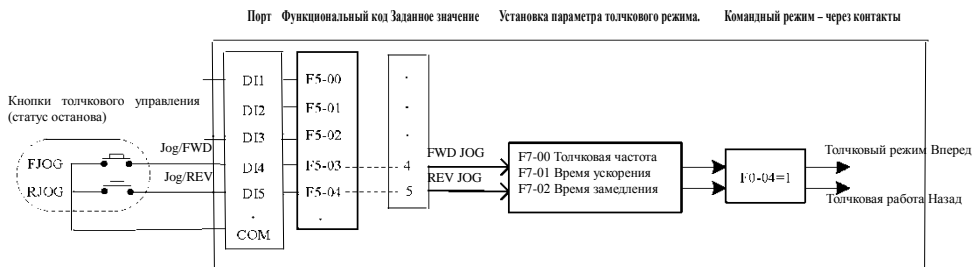 Порт Функциональный код Заданное значение Установка параметра толчкового режима. Командный режим – через контакты
Кнопки толчкового управления
(статус останова)
FJOG
RJOG
Jog/FWD
Jog/REV
DI1
DI2
DI3
DI4
DI5
.
COM
F5-00
F5-01
F5-02
F5-03
F5-04
.
.
.
.
4
5
.
FWD JOG
REV JOG
F7-00 Толчковая частота
F7-01 Время ускорения
F7-02 Время замедления
F0-04=1
Толчковый режим Вперед
Толчковая работа Назад